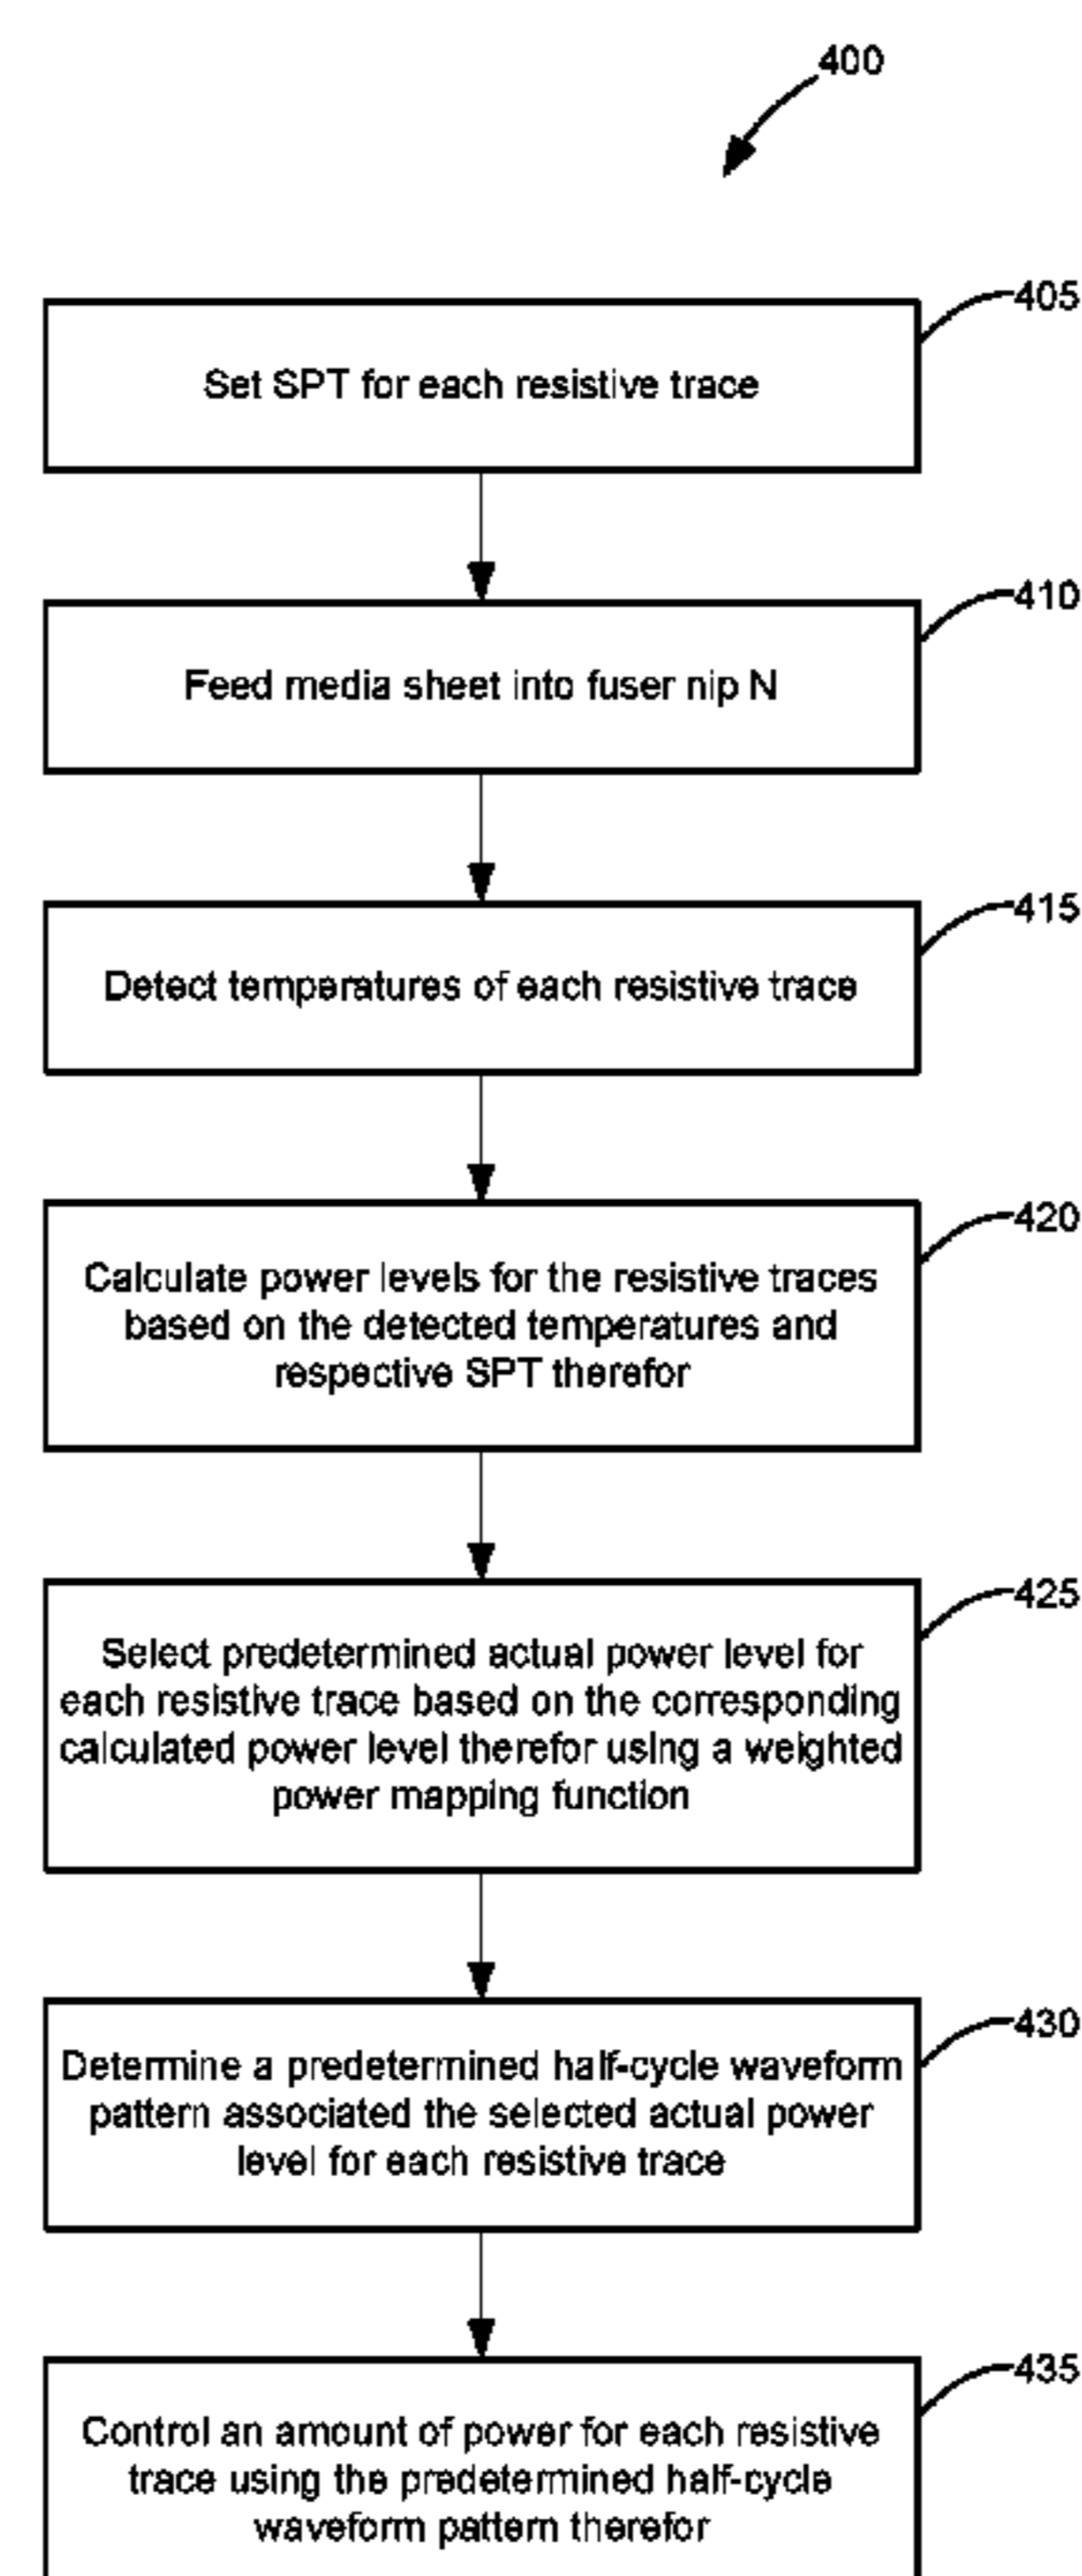 400
405
Set SPT for each resistive trace
410
Feed media sheet into fuser nip N
415
Detect temperatures of each resistive trace
420
Calculate power levels for the resistive traces
based on the detected temperatures and
respective SPT therefor
425
Select predetermined actual power level for
each resistive trace based on the corresponding
calculated power level therefor using a weighted
power mapping function
430
Determine a predetermined half-cycle waveform
pattern associated the selected actual power
level for each resistive trace
435
Control an amount of power for each resistive
trace using the predetermined half-cycle
waveform pattern therefor